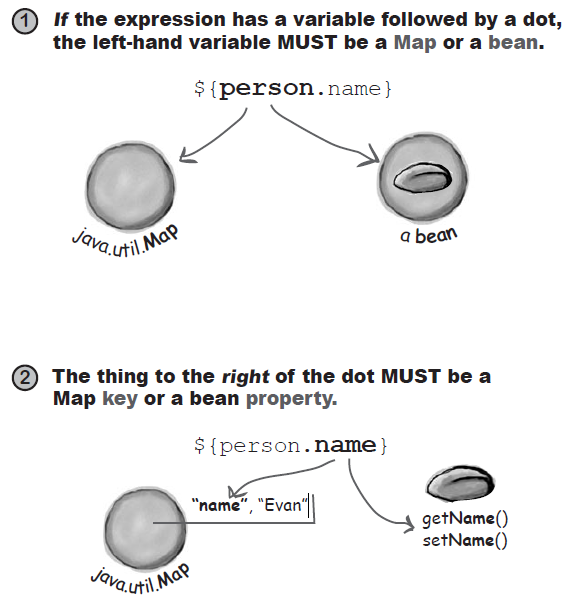 1 If the expression has a variable followed by a dot,
the left-hand variable MUST be a Map or a bean.
${person.name}
java.util.Map
a bean
2 The thing to the right of the dot MUST be a
Map key or a bean property.
${person.name}
"name", "Evan"
getName()
setName()
java.util.Map